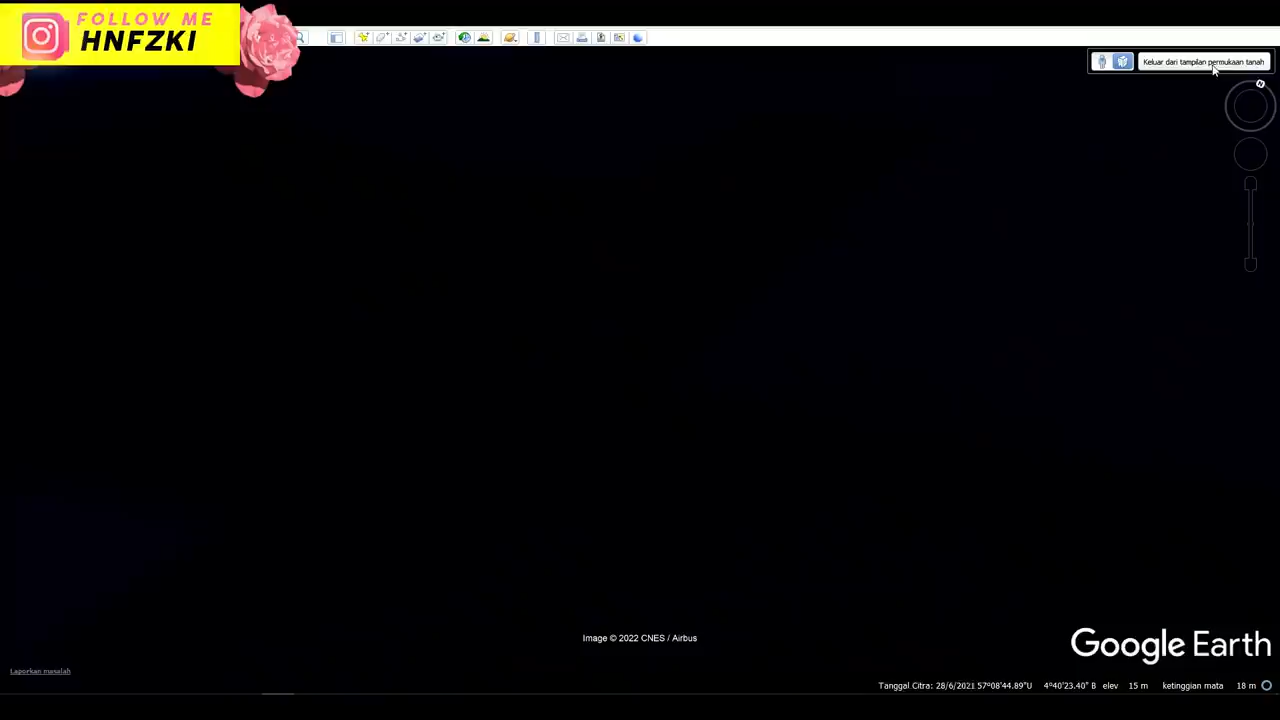 FOLLOW ME
HNFZKI
Keluar dari tampilan permukaan tanah
N
Image © 2022 CNES / Airbus
Google Earth
Laporkan masalah
Tanggal Citra: 28/6/2021 57°08'44.89"U 4°40'23.40" B elev 15 m ketinggian mata 18 m